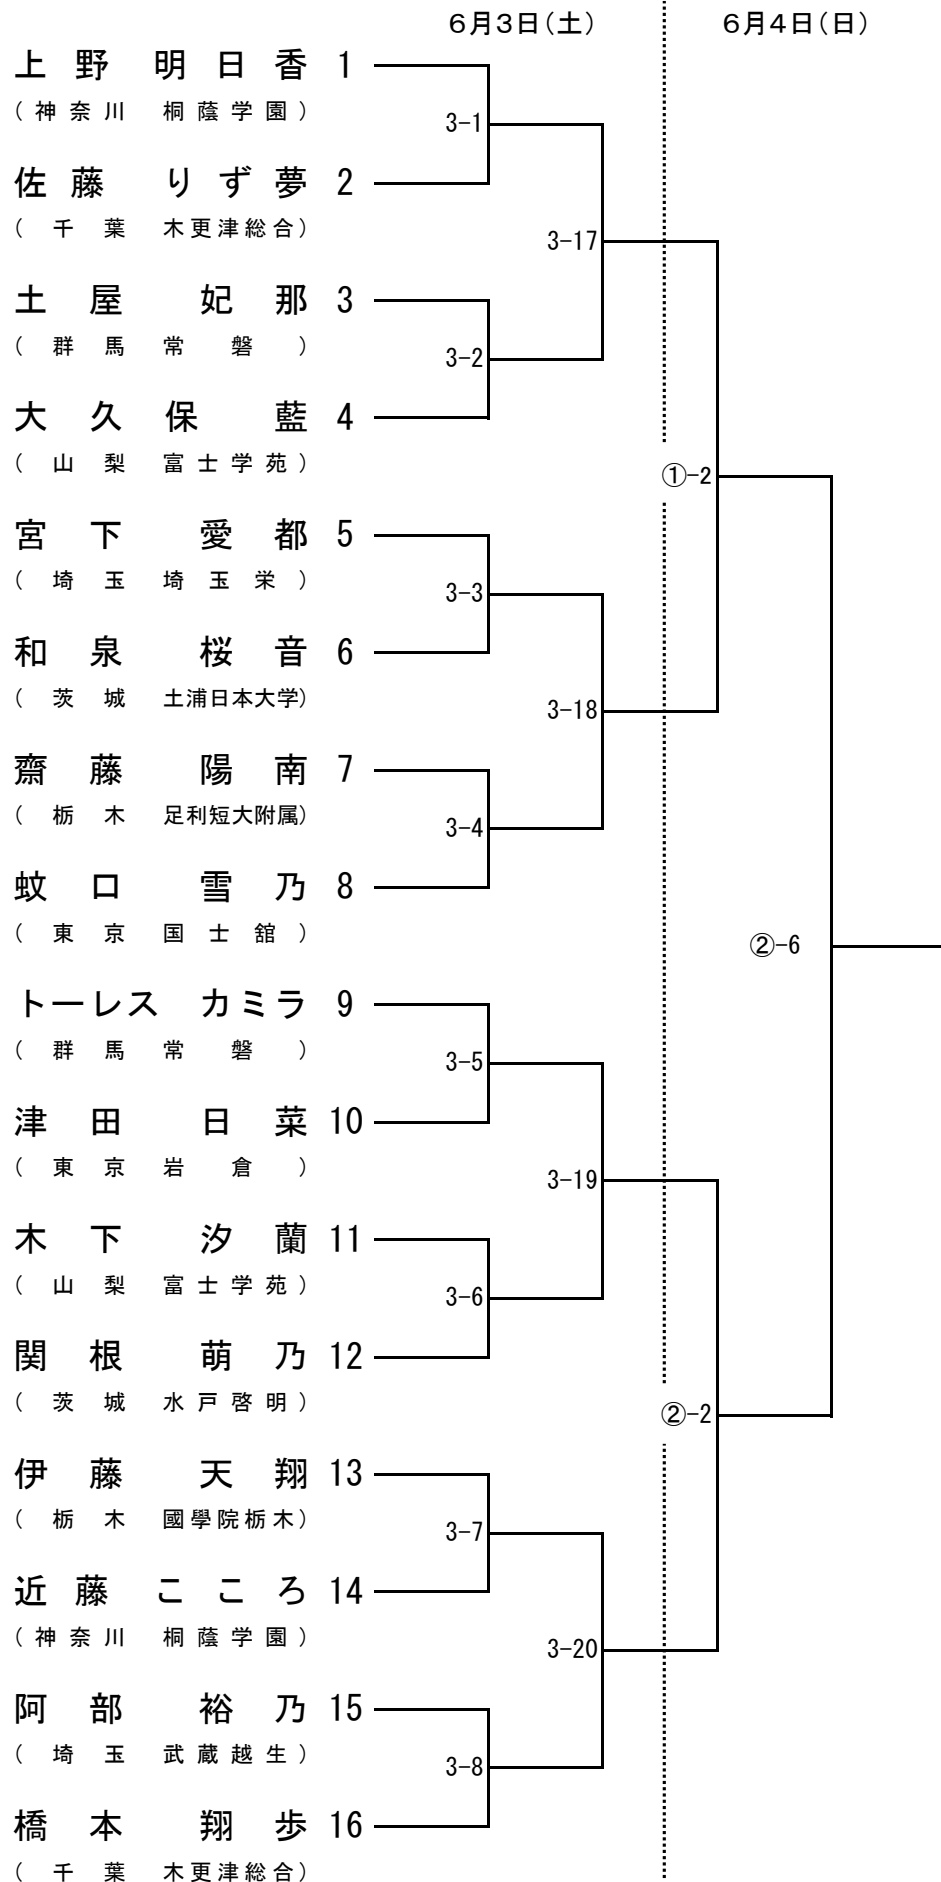 6月3日(土) 6月4日(日)
上野 明日香 1
(神奈川 桐蔭学園)
3-1
佐藤 りず夢 2
(千葉 木更津総合)
3-17
土屋 妃那 3
(群馬 常磐)
3-2
大久保 藍 4
(山梨 富士学苑)
①-2
宮下 愛都 5
(埼玉 埼玉栄)
3-3
和泉 桜音 6
(茨城 土浦日本大学)
3-18
齋藤 陽南 7
(栃木 足利短大附属)
3-4
蚊口 雪乃 8
(東京 国士舘)
②-6
トーレス カミラ 9
(群馬 常磐)
3-5
津田 日菜 10
(東京 岩倉)
3-19
木下 汐蘭 11
(山梨 富士学苑)
3-6
関根 萌乃 12
(茨城 水戸啓明)
②-2
伊藤 天翔 13
(栃木 國學院栃木)
3-7
近藤 こころ 14
(神奈川 桐蔭学園)
3-20
阿部 裕乃 15
(埼玉 武蔵越生)
3-8
橋本 翔歩 16
(千葉 木更津総合)